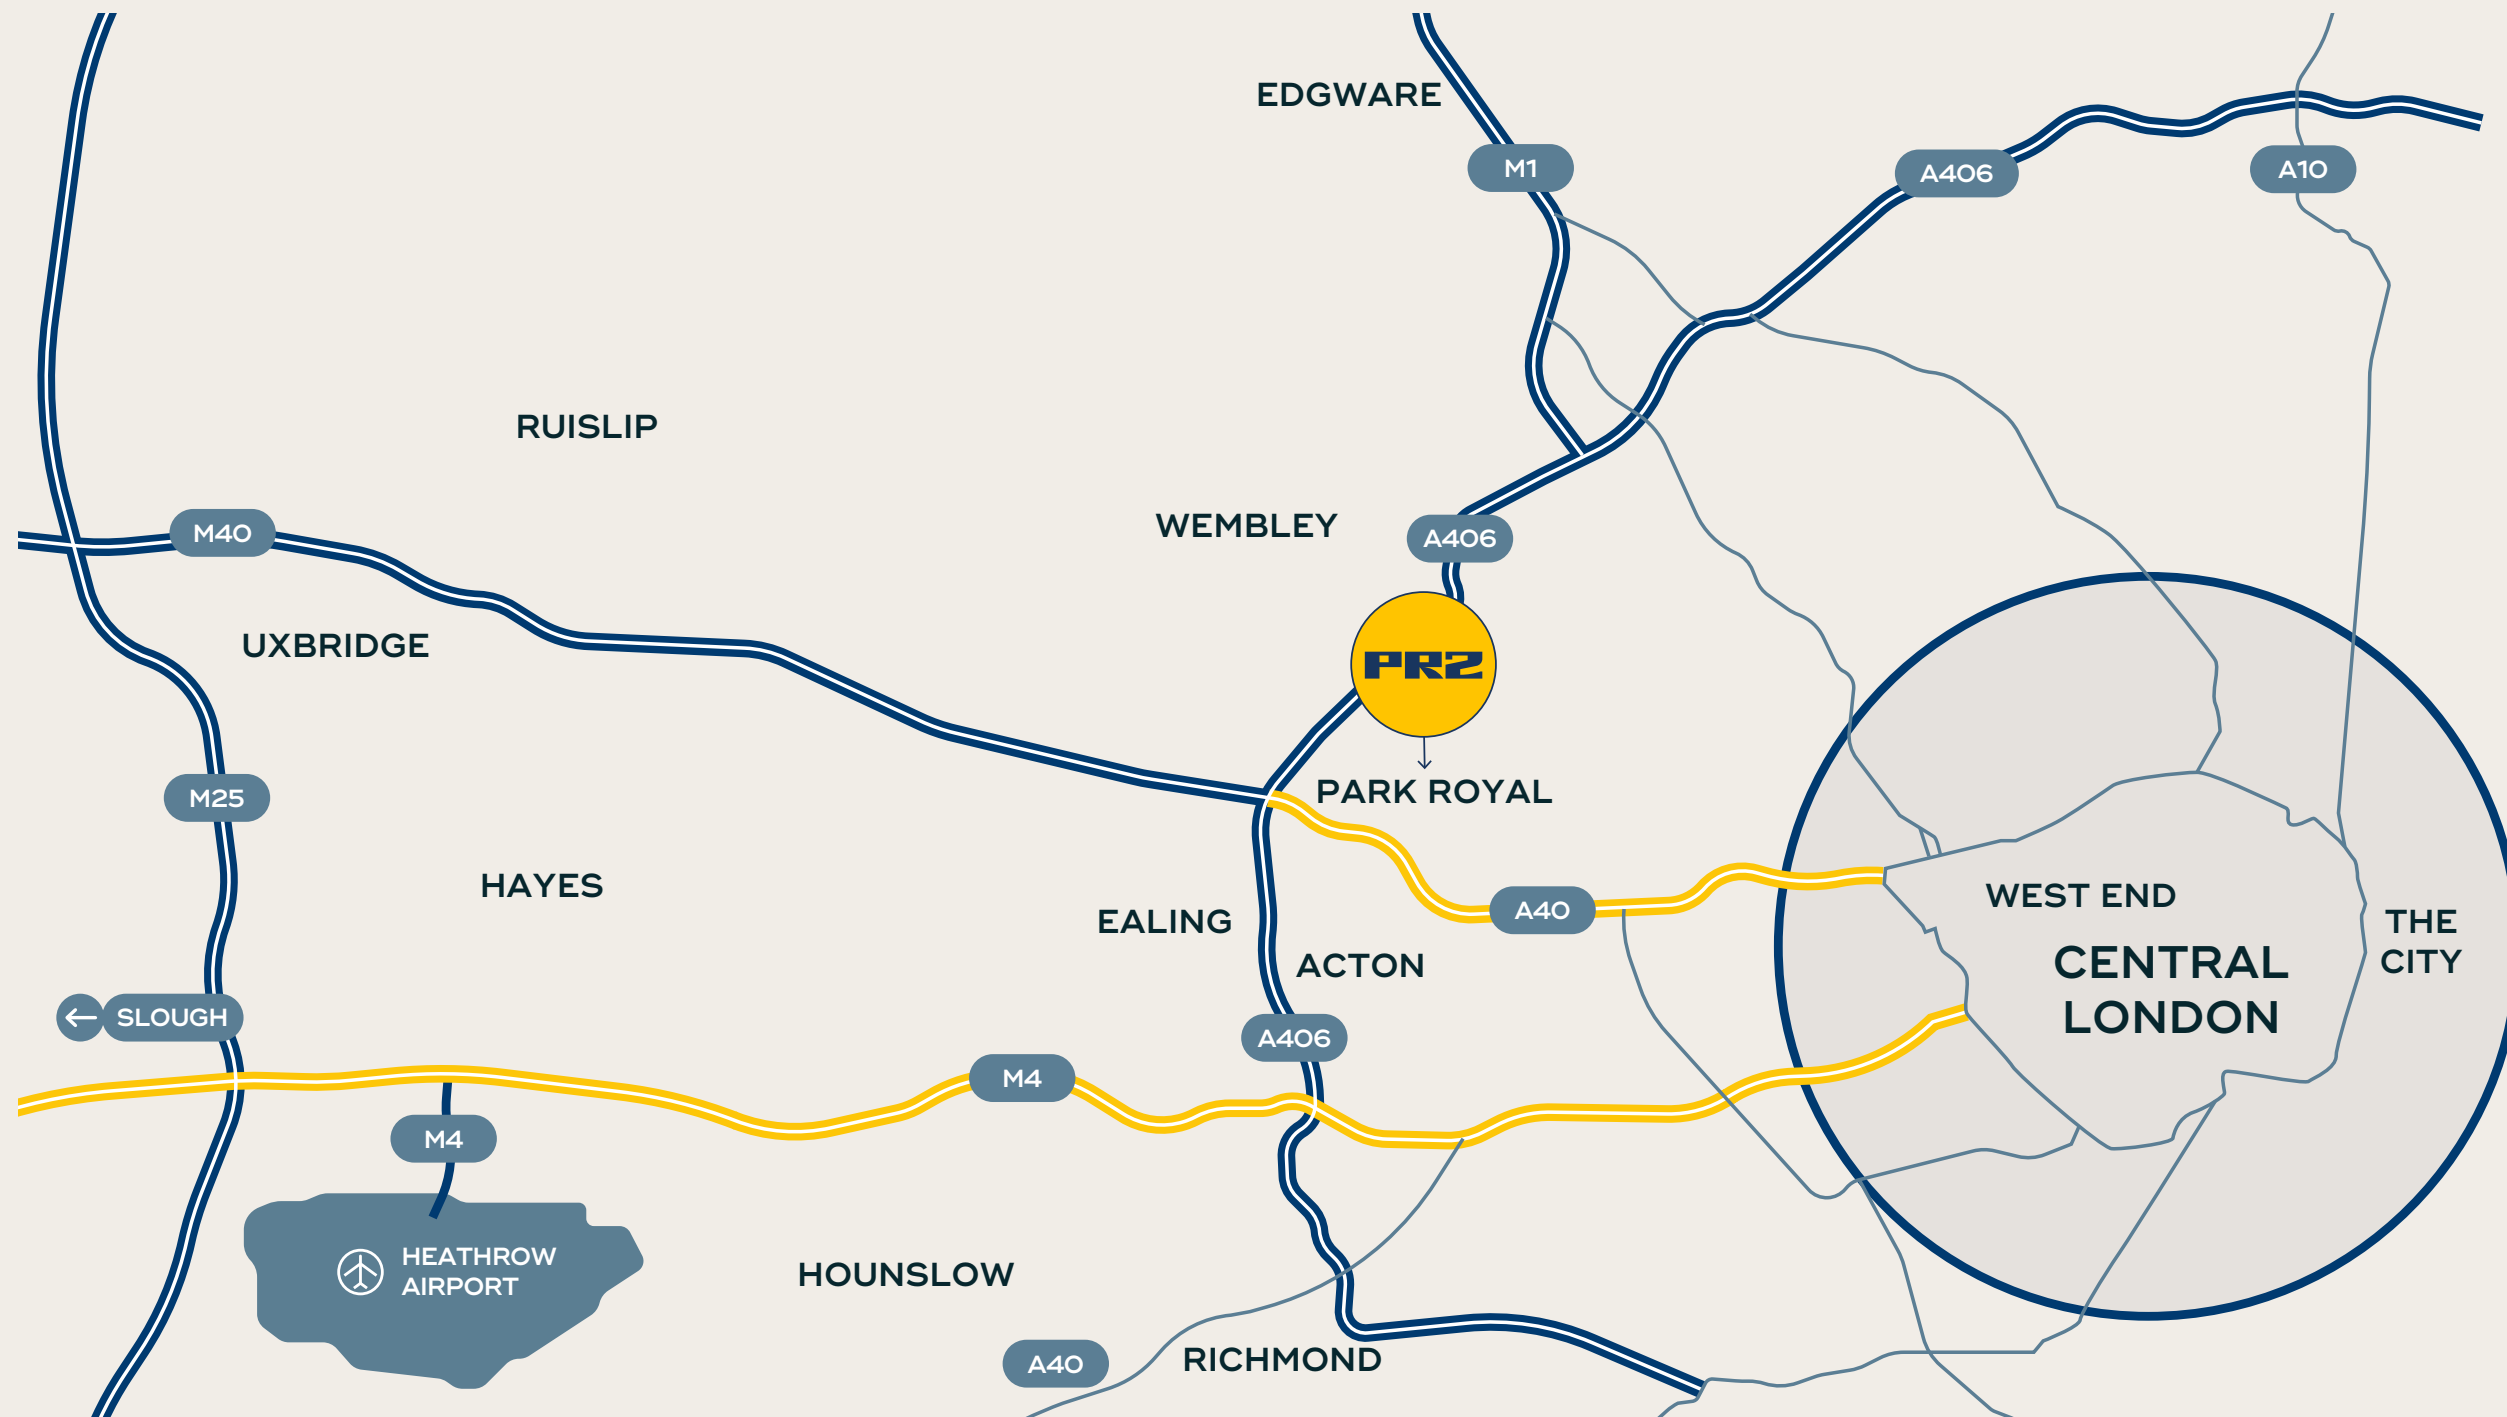 EDGWARE
M1
A406
A10
RUISLIP
M40
WEMBLEY
A406
UXBRIDGE
PR2
M25
PARK ROYAL
HAYES
EALING
A40
WEST END
THE
CITY
ACTON
CENTRAL
LONDON
SLOUGH
A406
M4
M4
HEATHROW
AIRPORT
HOUNSLOW
A40
RICHMOND